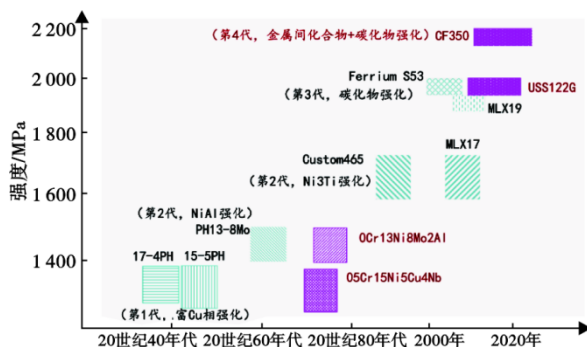 2 200
(第4代，金属间化合物+碳化物强化) CF350
2 000
Ferrium S53
(第3代，碳化物强化)
USS122G
MLX19
强度/MPa
1 800
MLX17
Custom465
(第2代，Ni3Ti强化)
1 600
(第2代，NiAl强化)
PH13-8Mo
0Cr13Ni8Mo2Al
1 400
17-4PH 15-5PH
05Cr15Ni5Cu4Nb
(第1代，富Cu相强化)
20世纪40年代 20世纪60年代 20世纪80年代 2000年 2020年